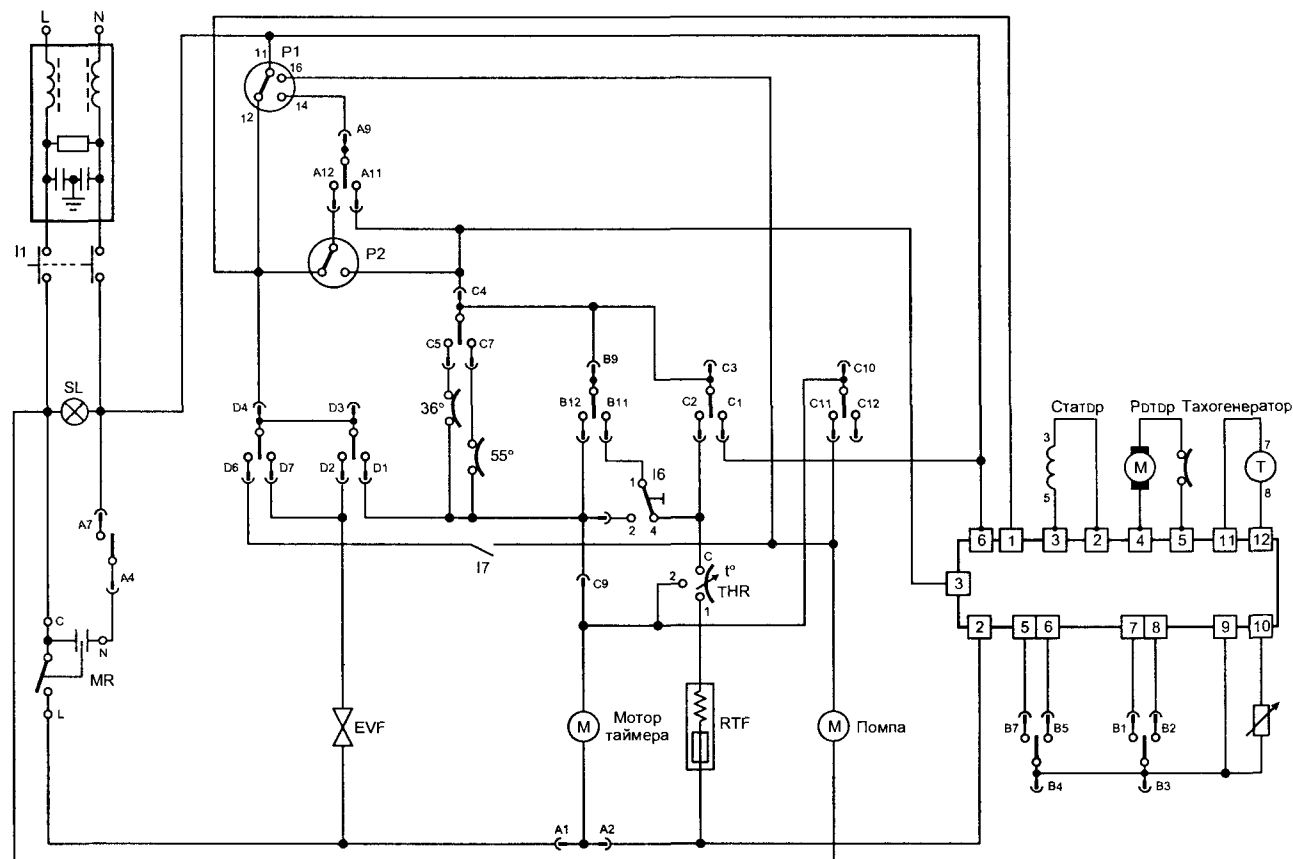 L N
11 P1
16
12 14
A9
A12 A11
I1
P2
C4
C5 C7
B9
C3
C10
SL
D4 D3
36°
B12 B11
C2 C1
C11 C12
Статор Ротор Тахогенератор
3 7
D6 D7 D2 D1
55°
1 I6
M
T
5 8
A7
2 4
6 1 3 2 4 5 11 12
I7
C
A4
2 t°
THR
3
C9
1
C
N
2 5 6 7 8 9 10
MR
L
EVF
M Мотор таймера
RTF
M Помпа
B7 B5 B1 B2
B4 B3
A1 A2